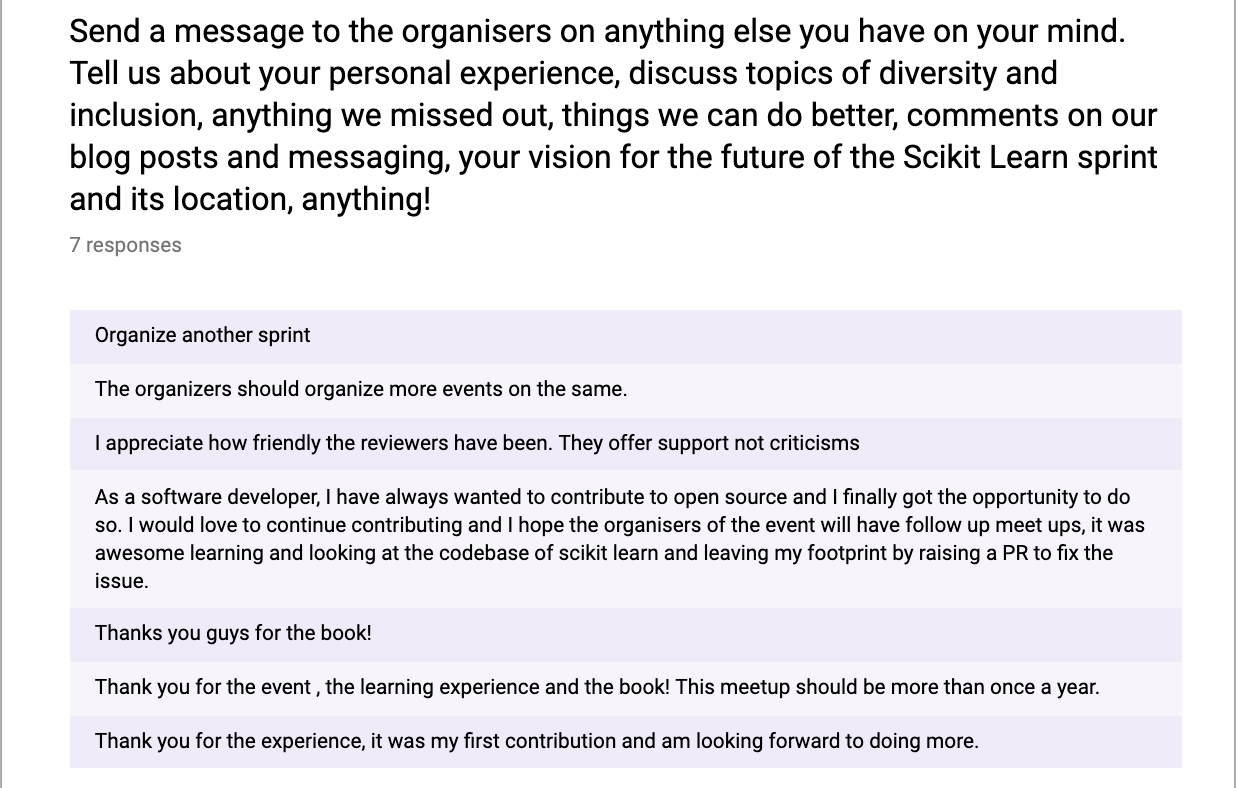 Send a message to the organisers on anything else you have on your mind.
Tell us about your personal experience, discuss topics of diversity and
inclusion, anything we missed out, things we can do better, comments on our
blog posts and messaging, your vision for the future of the Scikit Learn sprint
and its location, anything!
7 responses
Organize another sprint
The organizers should organize more events on the same.
I appreciate how friendly the reviewers have been. They offer support not criticisms
As a software developer, I have always wanted to contribute to open source and I finally got the opportunity to do
so. I would love to continue contributing and I hope the organisers of the event will have follow up meet ups, it was
awesome learning and looking at the codebase of scikit learn and leaving my footprint by raising a PR to fix the
issue.
Thanks you guys for the book!
Thank you for the event , the learning experience and the book! This meetup should be more than once a year.
Thank you for the experience, it was my first contribution and am looking forward to doing more.